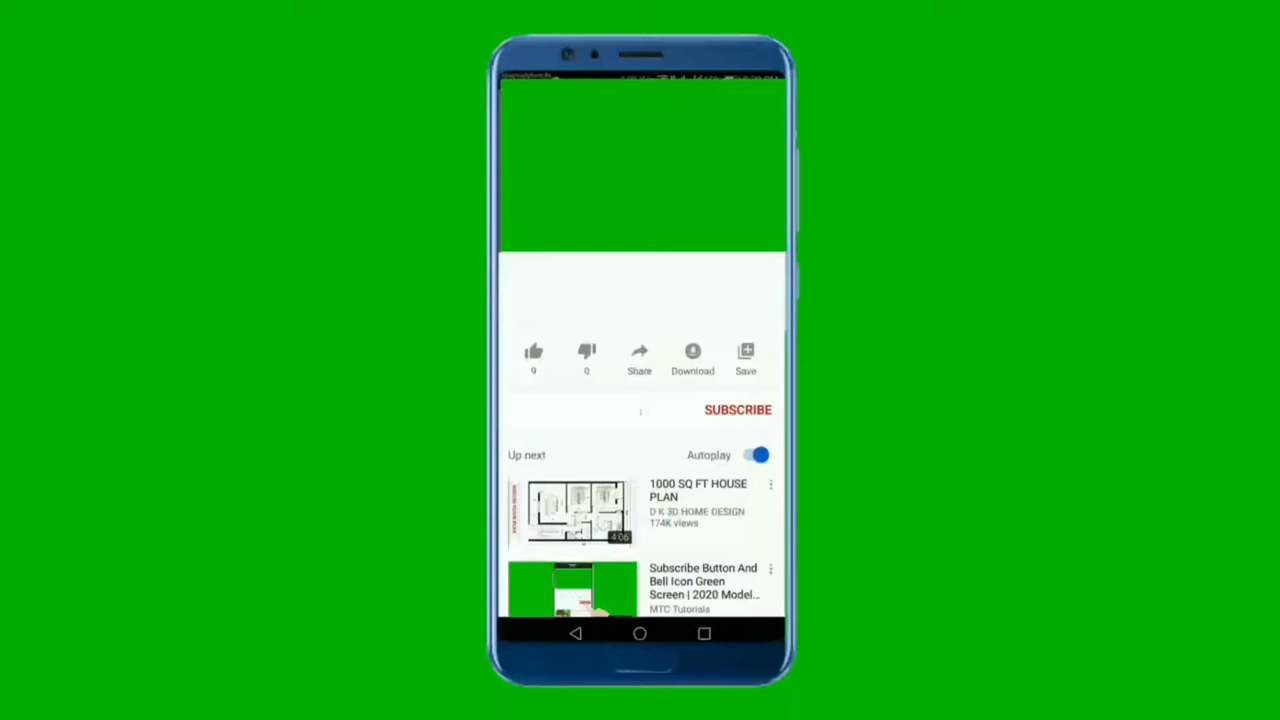 9
0
Share
Download
Save
SUBSCRIBE
Up next
Autoplay
1000 SQ FT HOUSE
PLAN
D K 3D HOME DESIGN
174K views
4:06
Subscribe Button And
Bell Icon Green
Screen | 2020 Model...
MTC Tutorials